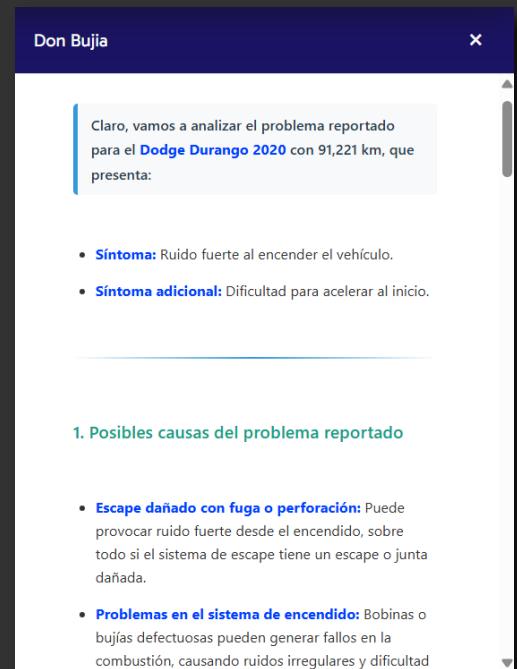 Don Bujia
×
Claro, vamos a analizar el problema reportado
para el Dodge Durango 2020 con 91,221 km, que
presenta:
• Síntoma: Ruido fuerte al encender el vehículo.
• Síntoma adicional: Dificultad para acelerar al inicio.
1. Posibles causas del problema reportado
• Escape dañado con fuga o perforación: Puede
provocar ruido fuerte desde el encendido, sobre
todo si el sistema de escape tiene un escape o junta
dañada.
• Problemas en el sistema de encendido: Bobinas o
bujías defectuosas pueden generar fallos en la
combustión, causando ruidos irregulares y dificultad